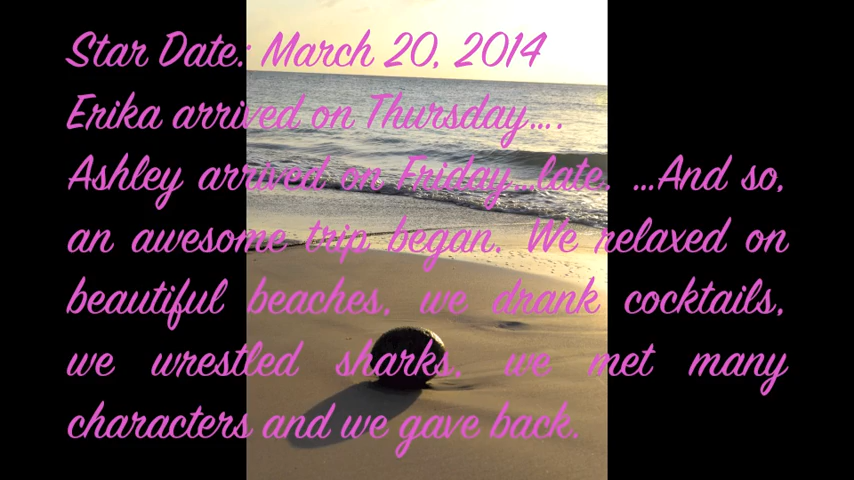 Star Date: March 20, 2014
Erika arrived on Thursday….
Ashley arrived on Friday…late. …And so,
an awesome trip began. We relaxed on
beautiful beaches, we drank cocktails,
we wrestled sharks, we met many
characters and we gave back.